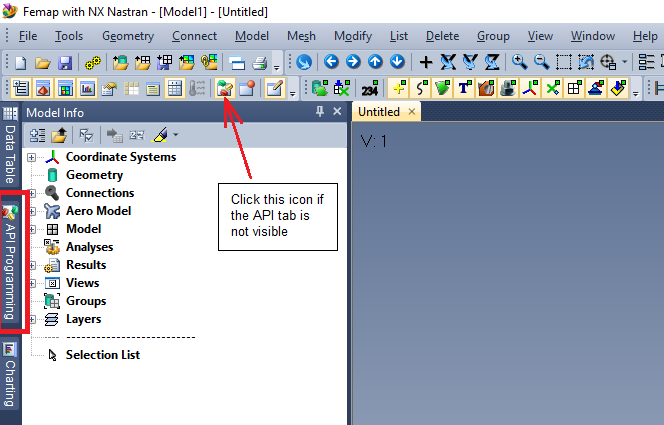 Femap with NX Nastran - [Model1] - [Untitled]
File Tools Geometry Connect Model Mesh Modify List Delete Group View Window Help
234 T
Model Info
Untitled
V: 1
Data Table
API Programming
Charting
Coordinate Systems
Geometry
Connections
Aero Model
Model
Analyses
Results
Views
Groups
Layers
Selection List
Click this icon if
the API tab is
not visible